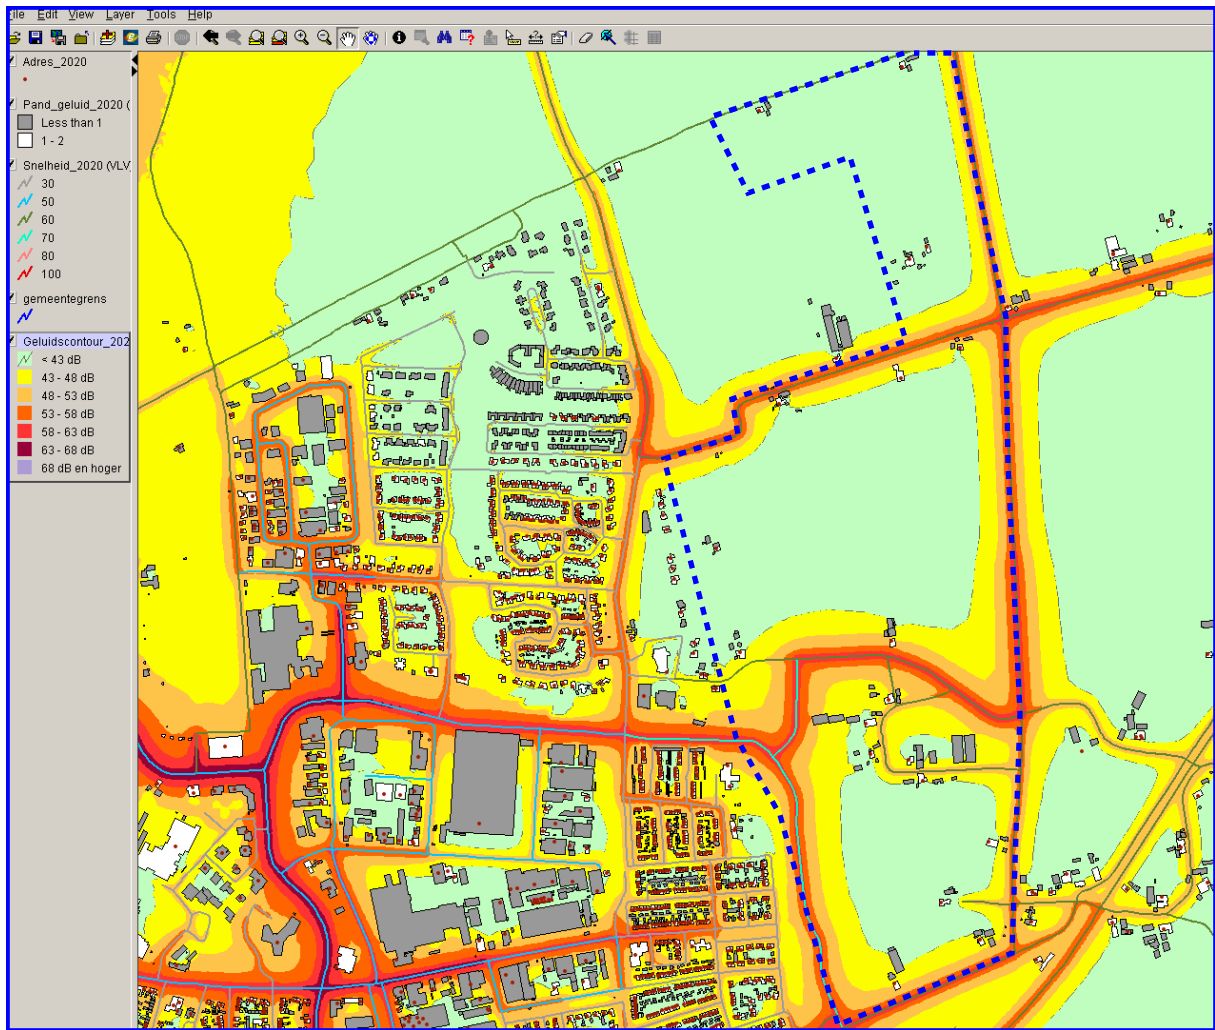 ile Edit View Layer Tools Help
Adres_2020
Pand_geluid_2020 (
Less than 1
1 - 2
Snelheid_2020 (VLV
30
50
60
70
80
100
gemeentegrens
Geluidscontour_202
< 43 dB
43 - 48 dB
48 - 53 dB
53 - 58 dB
58 - 63 dB
63 - 68 dB
68 dB en hoger